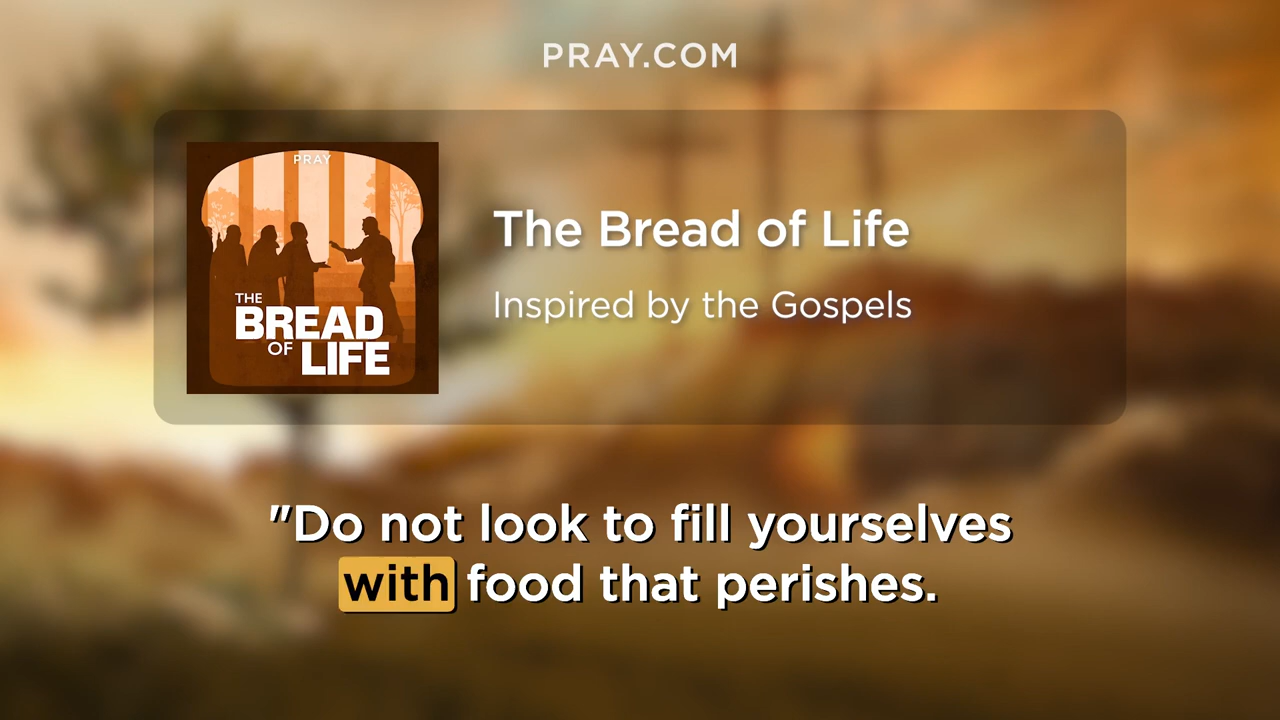 PRAY.COM
PRAY
THE
BREAD
OF LIFE
The Bread of Life
Inspired by the Gospels
"Do not look to fill yourselves
with food that perishes.